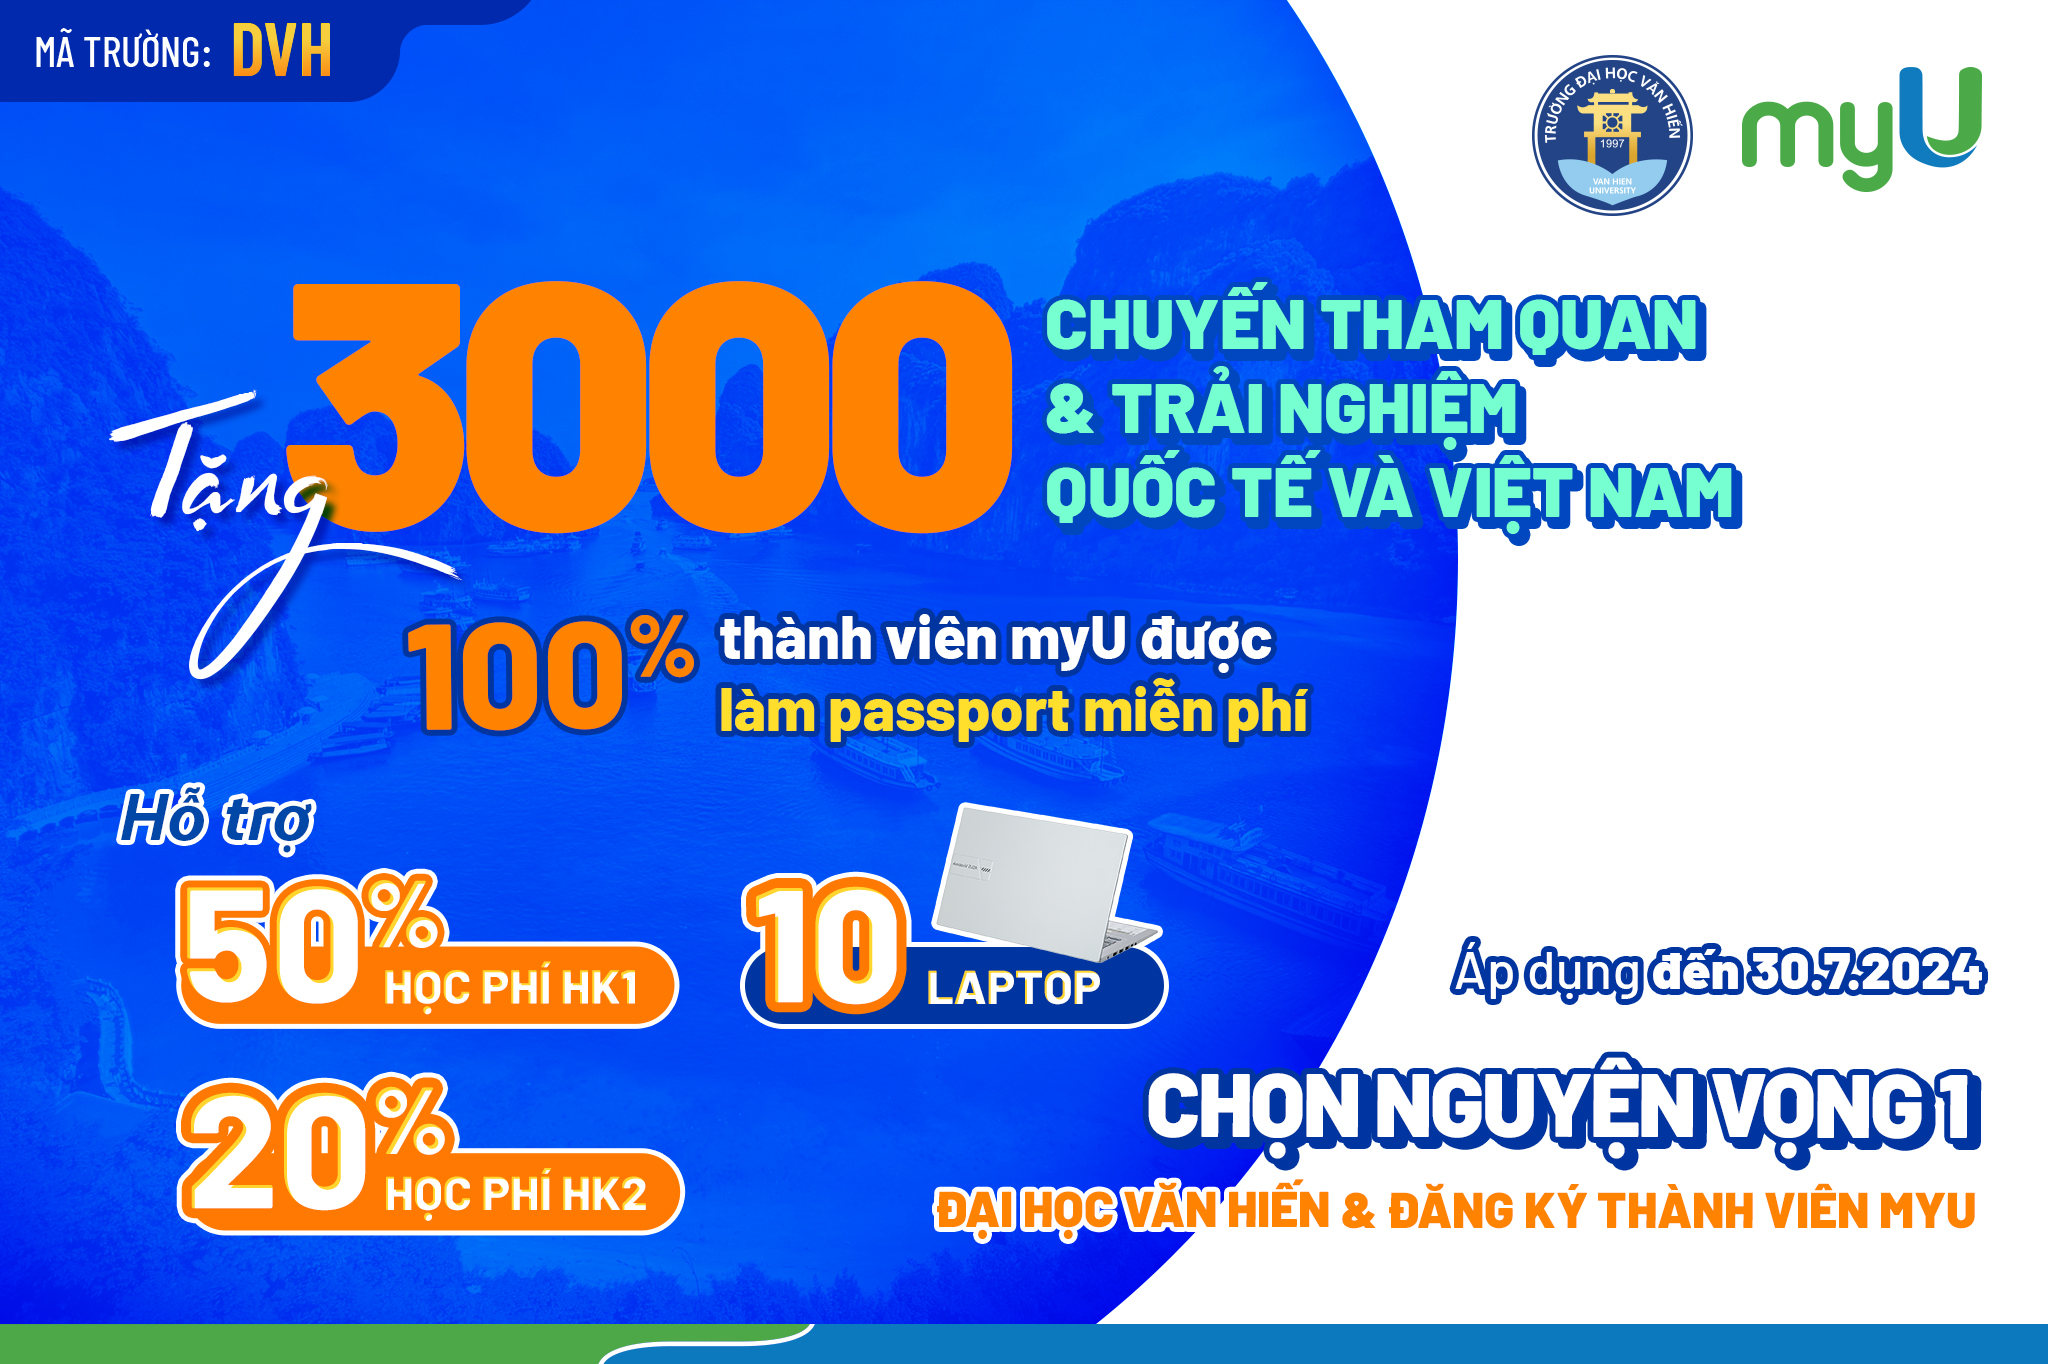 MÃ TRƯỜNG: DVH
TRƯỜNG ĐẠI HỌC VĂN HIẾN
1997
VAN HIEN
UNIVERSITY
myU
Tặng 3000
CHUYẾN THAM QUAN
& TRẢI NGHIỆM
QUỐC TẾ VÀ VIỆT NAM
100% thành viên myU được
làm passport miễn phí
Hỗ trợ
50% HỌC PHÍ HK1
10 LAPTOP
20% HỌC PHÍ HK2
Áp dụng đến 30.7.2024
CHỌN NGUYỆN VỌNG 1
ĐẠI HỌC VĂN HIẾN & ĐĂNG KÝ THÀNH VIÊN MYU